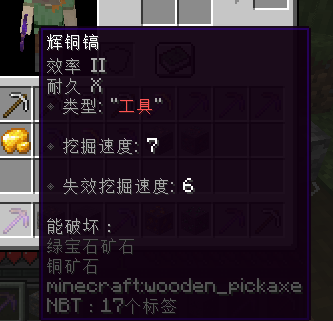 辉铜镐
效率 II
耐久 X
◆ 类型: "工具"
◆ 挖掘速度: 7
◆ 失效挖掘速度: 6
能破坏：
绿宝石矿石
铜矿石
minecraft:wooden_pickaxe
NBT：17个标签